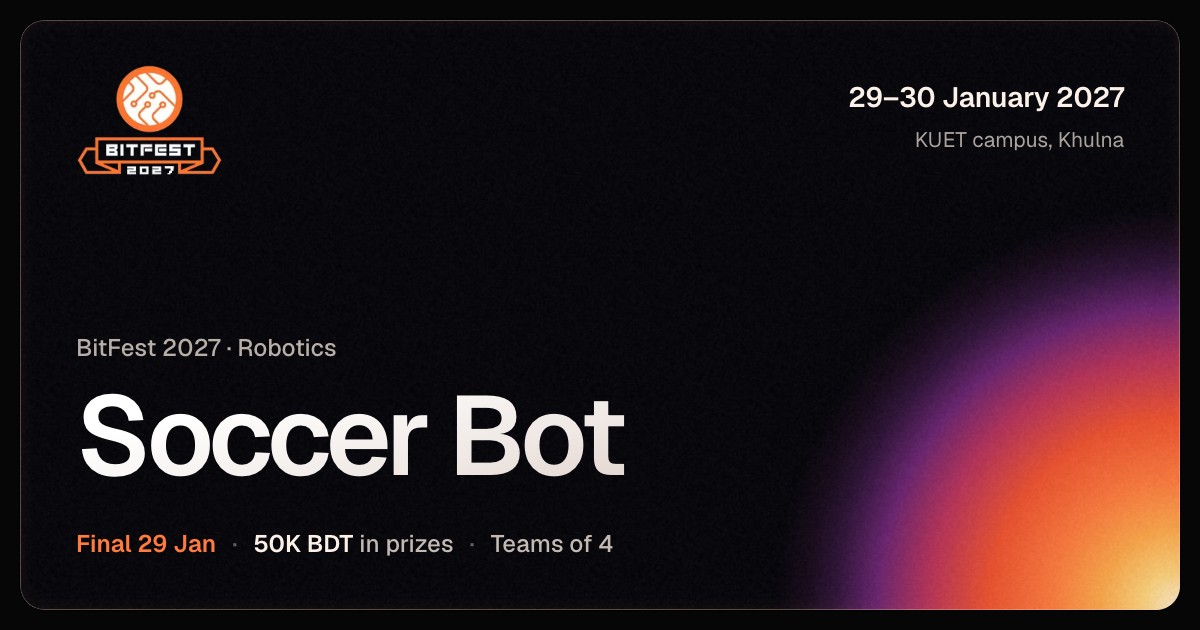 BITFEST
2027
29–30 January 2027
KUET campus, Khulna
BitFest 2027 · Robotics
Soccer Bot
Final 29 Jan · 50K BDT in prizes · Teams of 4